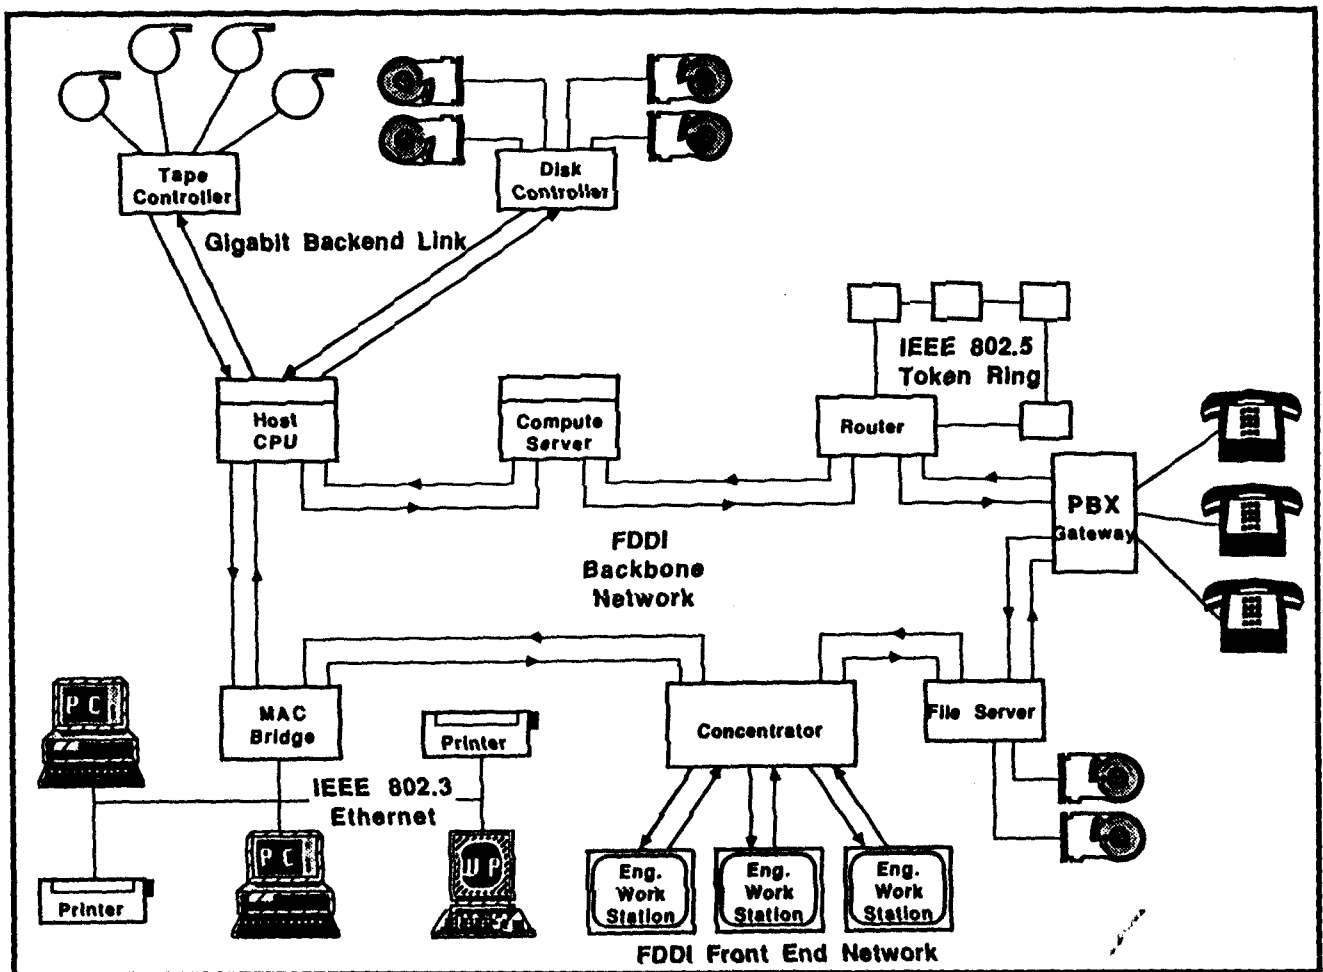 Tape
Controller
Disk
Controller
Gigabit Backend Link
IEEE 802.5
Token Ring
Host
CPU
Compute
Server
Router
PBX
Gateway
FDDI
Backbone
Network
PC
MAC
Bridge
Printer
Concentrator
File Server
IEEE 802.3
Ethernet
Printer
PC
WP
Eng.
Work
Station
Eng.
Work
Station
Eng.
Work
Station
FDDI Front End Network